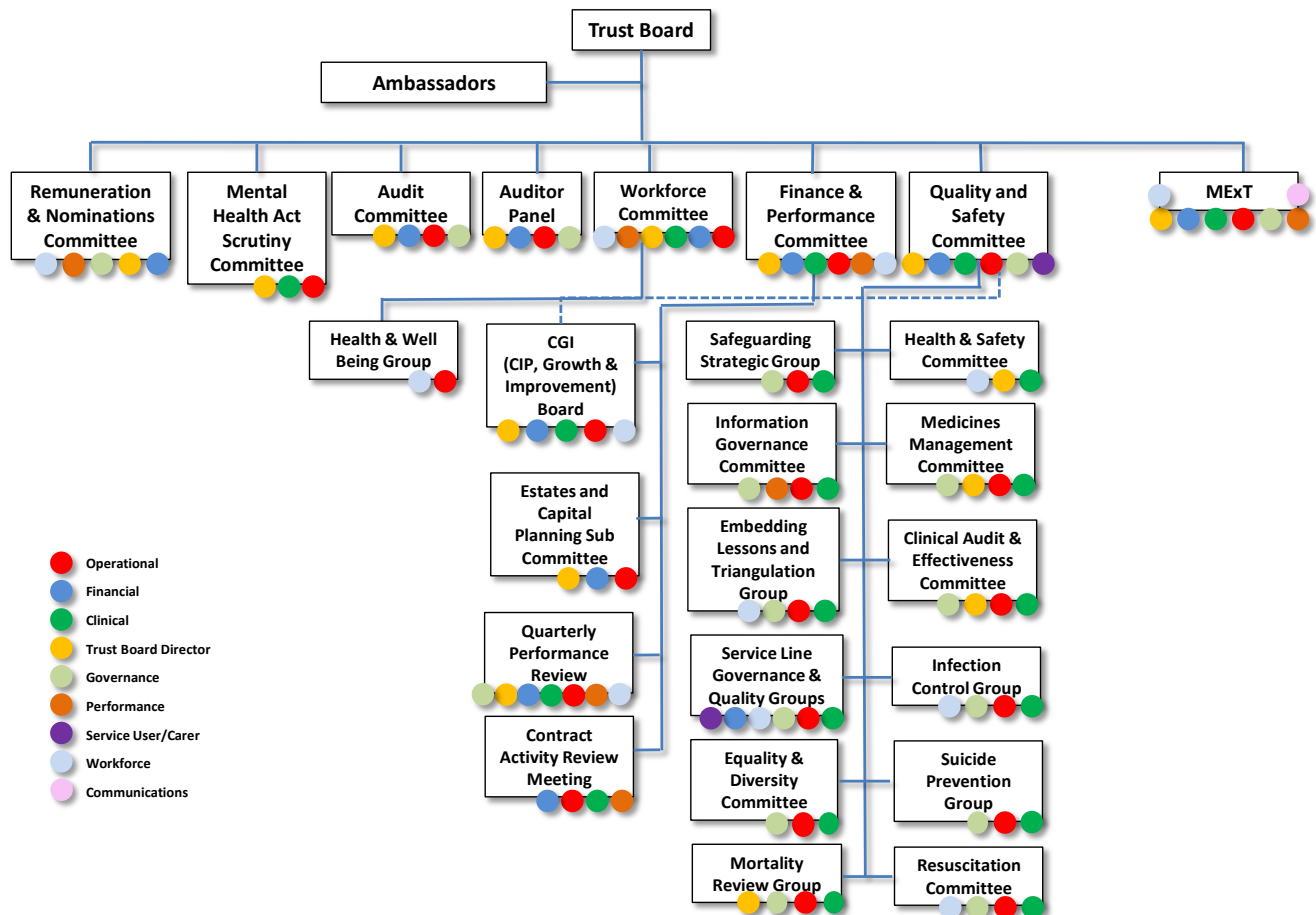 Trust Board
Ambassadors
Remuneration
& Nominations
Committee
Mental
Health Act
Scrutiny
Committee
Audit
Committee
Auditor
Panel
Workforce
Committee
Finance &
Performance
Committee
Quality and
Safety
Committee
MExT
Health & Well
Being Group
CGI
(CIP, Growth &
Improvement)
Board
Safeguarding
Strategic Group
Health & Safety
Committee
Information
Governance
Committee
Medicines
Management
Committee
Estates and
Capital
Planning Sub
Committee
Embedding
Lessons and
Triangulation
Group
Clinical Audit &
Effectiveness
Committee
Quarterly
Performance
Review
Service Line
Governance &
Quality Groups
Infection
Control Group
Contract
Activity Review
Meeting
Equality &
Diversity
Committee
Suicide
Prevention
Group
Mortality
Review Group
Resuscitation
Committee
Operational
Financial
Clinical
Trust Board Director
Governance
Performance
Service User/Carer
Workforce
Communications